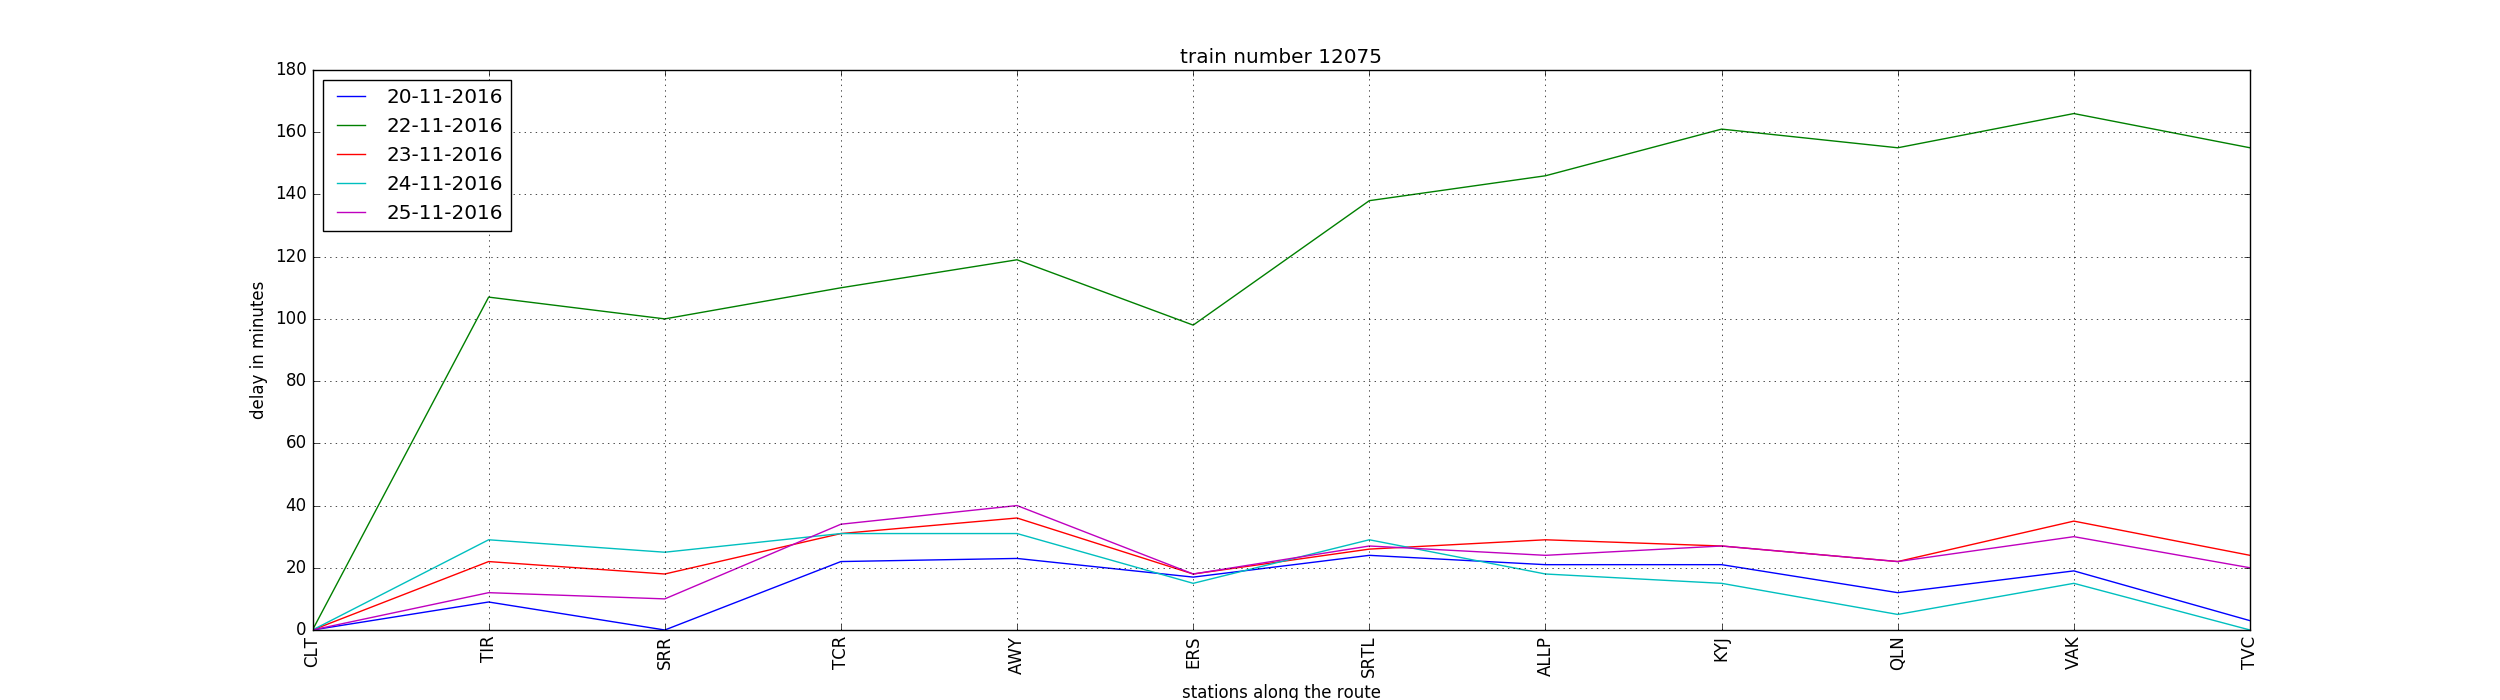 train number 12075
180
160
140
120
100
80
60
40
20
0
delay in minutes
20-11-2016
22-11-2016
23-11-2016
24-11-2016
25-11-2016
CLT
TIR
SRR
TCR
AWY
ERS
SRTL
ALLP
KYJ
QLN
VAK
TVC
stations along the route